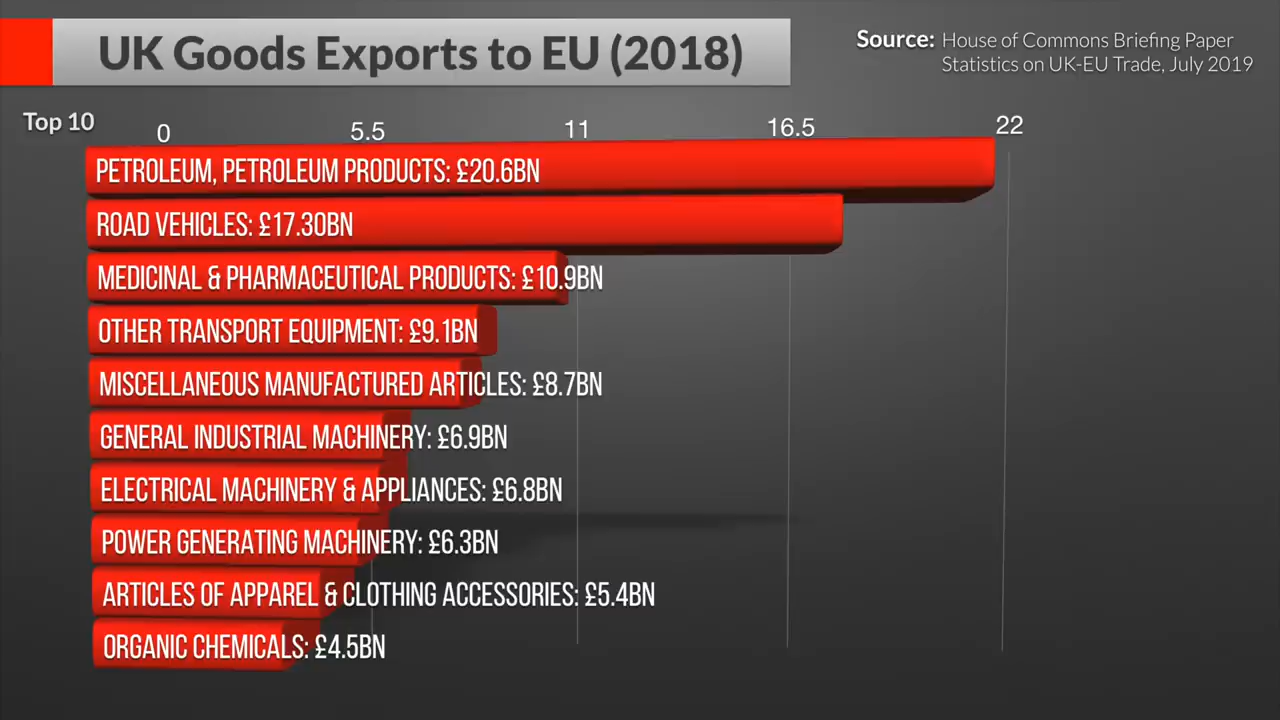 UK Goods Exports to EU (2018)
Source: House of Commons Briefing Paper
Statistics on UK-EU Trade, July 2019
Top 10
0 5.5 11 16.5 22
PETROLEUM, PETROLEUM PRODUCTS: £20.6BN
ROAD VEHICLES: £17.30BN
MEDICINAL & PHARMACEUTICAL PRODUCTS: £10.9BN
OTHER TRANSPORT EQUIPMENT: £9.1BN
MISCELLANEOUS MANUFACTURED ARTICLES: £8.7BN
GENERAL INDUSTRIAL MACHINERY: £6.9BN
ELECTRICAL MACHINERY & APPLIANCES: £6.8BN
POWER GENERATING MACHINERY: £6.3BN
ARTICLES OF APPAREL & CLOTHING ACCESSORIES: £5.4BN
ORGANIC CHEMICALS: £4.5BN